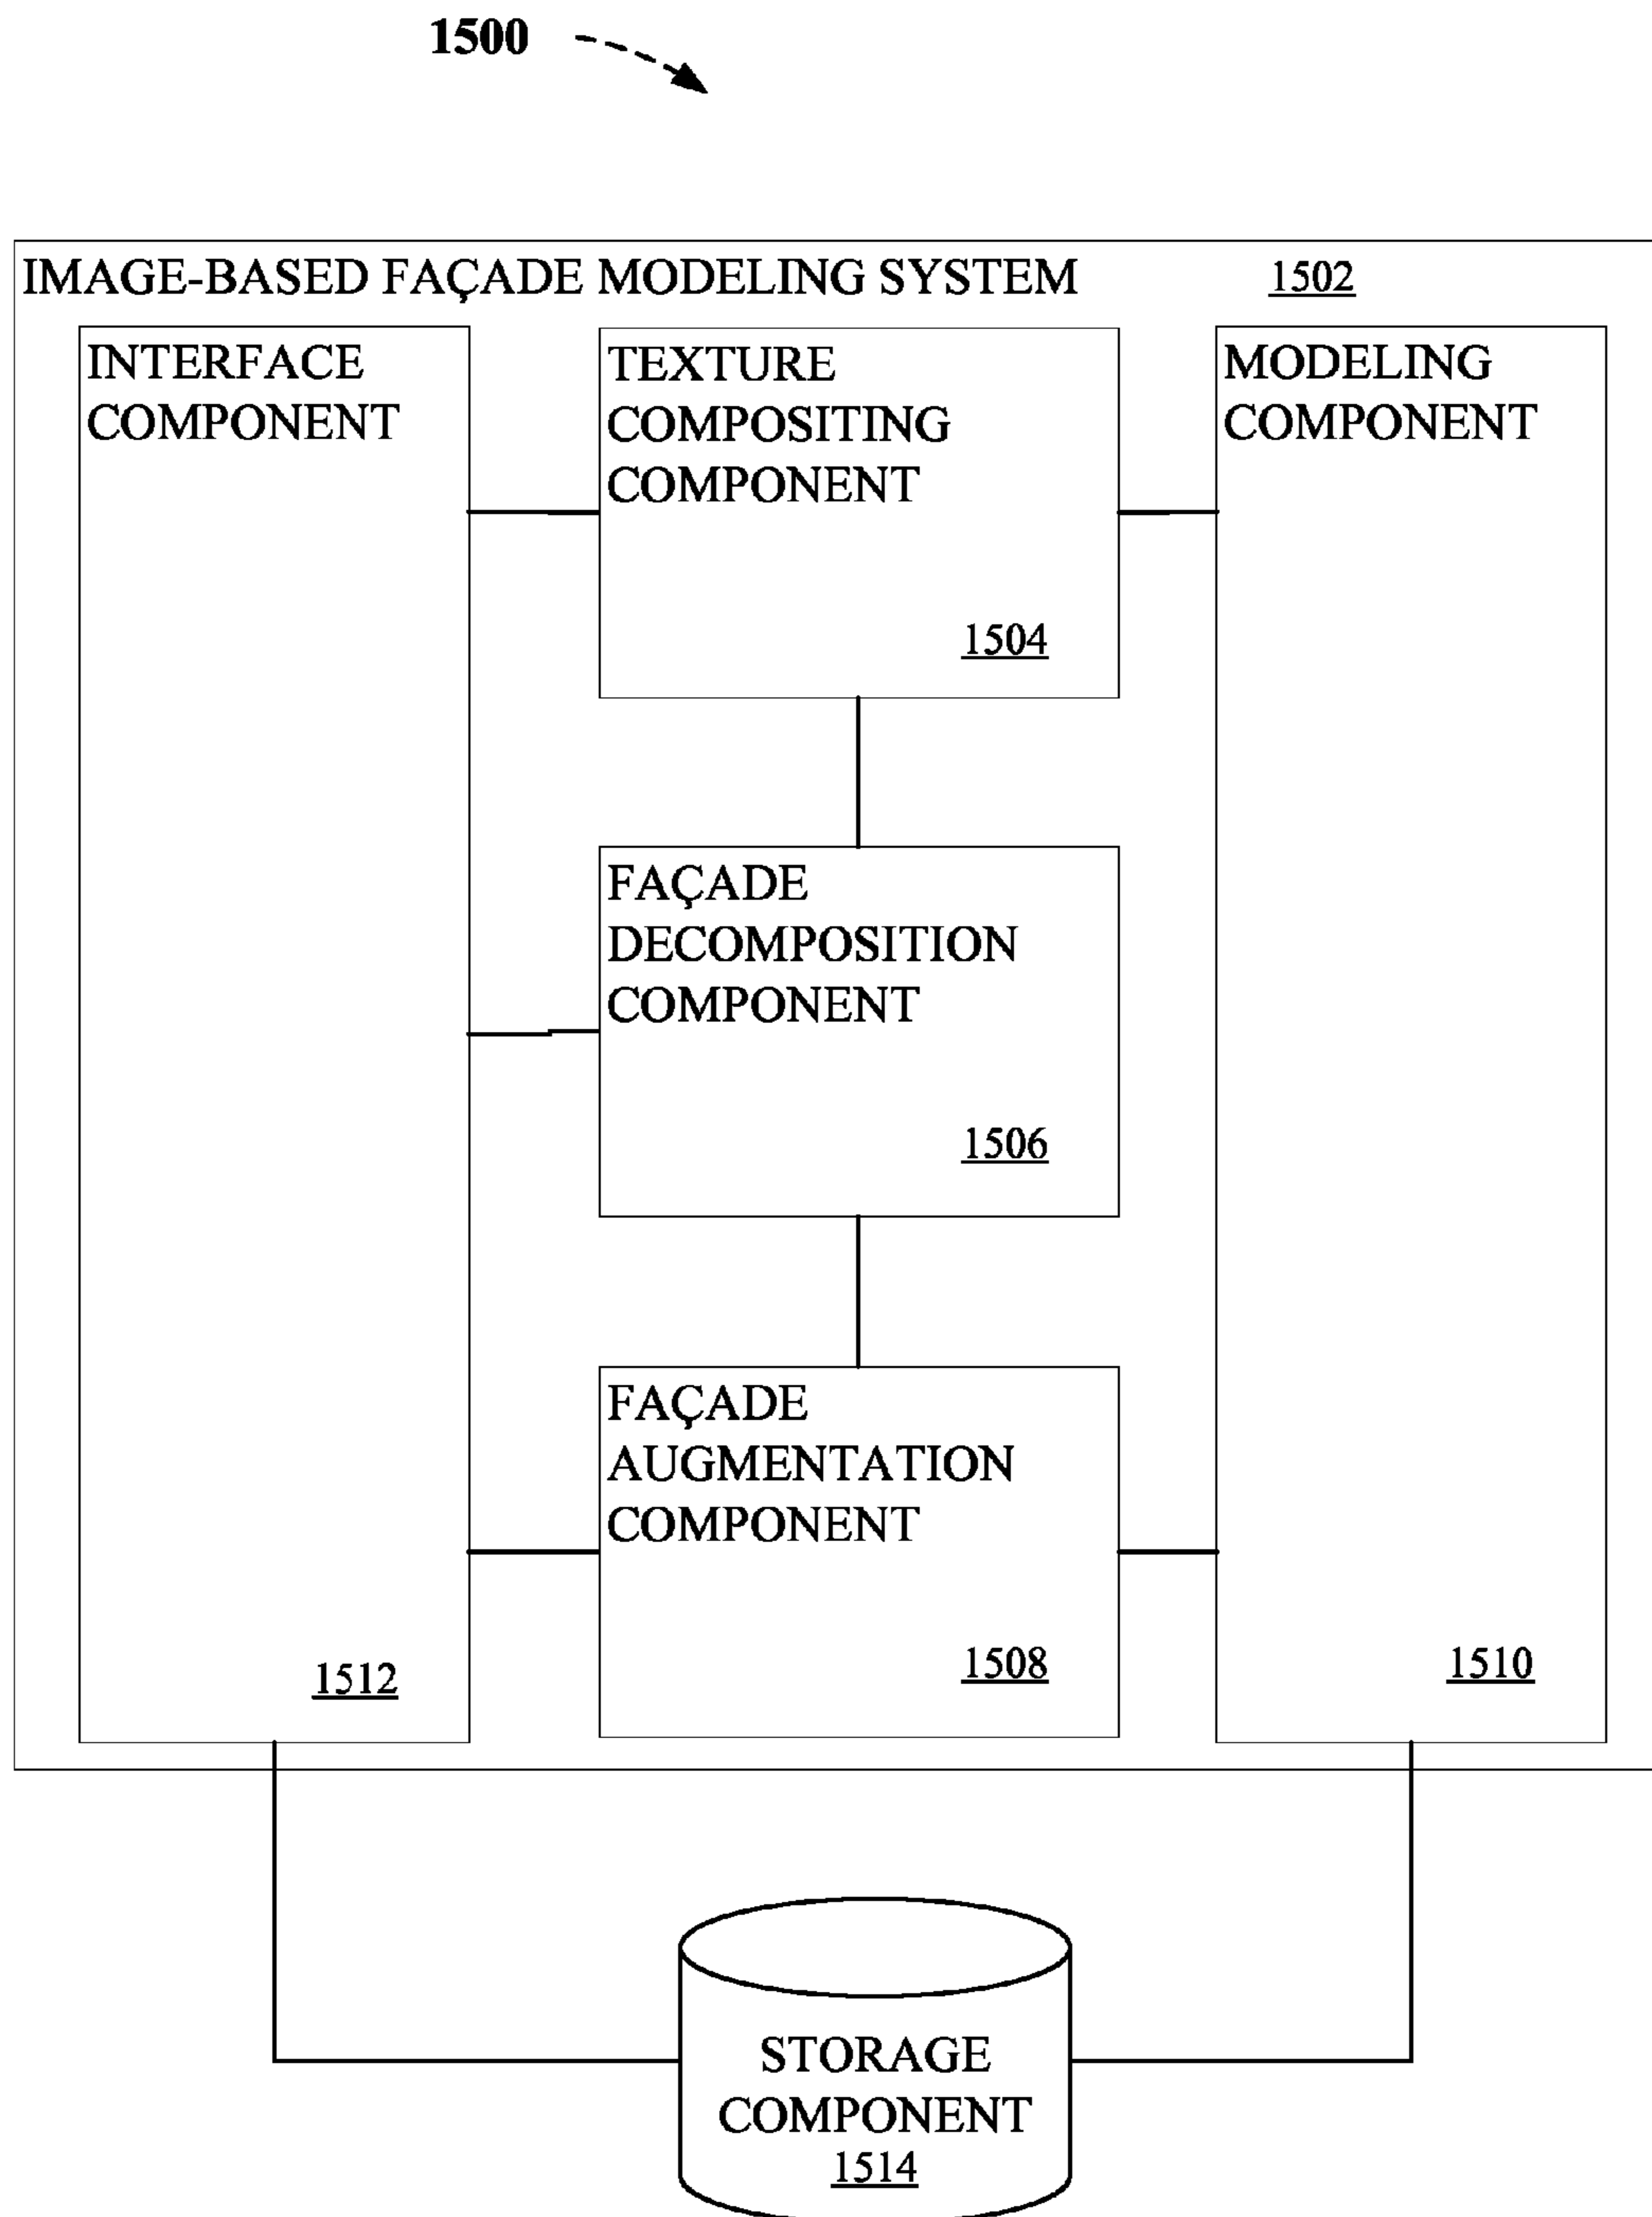 1500
IMAGE-BASED FAÇADE MODELING SYSTEM 1502
INTERFACE
COMPONENT
1512
TEXTURE
COMPOSITING
COMPONENT
1504
FAÇADE
DECOMPOSITION
COMPONENT
1506
FAÇADE
AUGMENTATION
COMPONENT
1508
MODELING
COMPONENT
1510
STORAGE
COMPONENT
1514